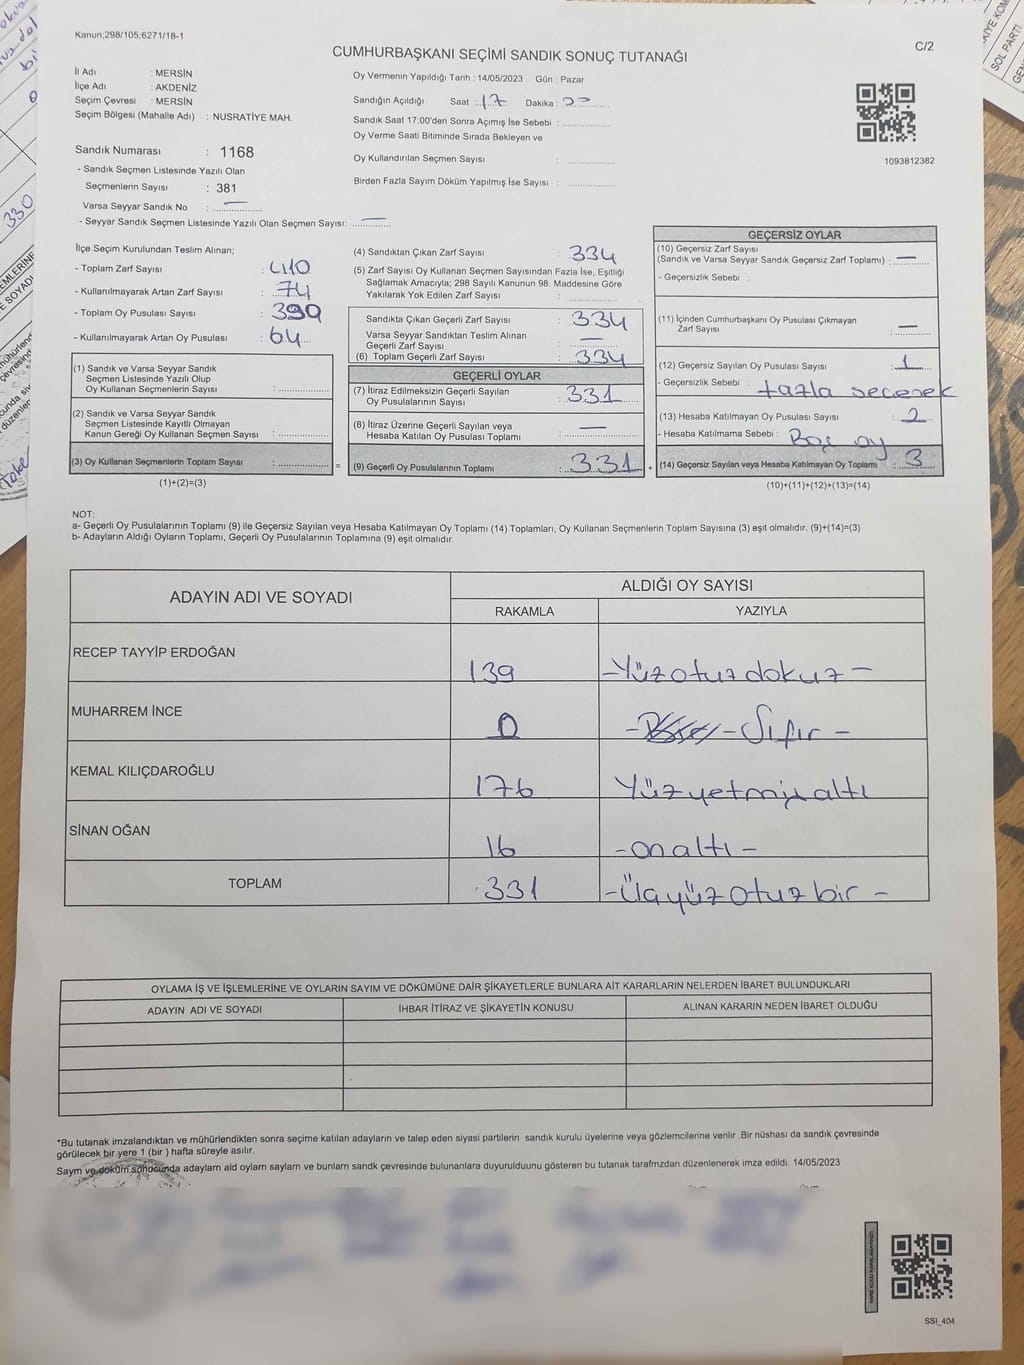 Kanun;298/105;6271/18-1
C/2
CUMHURBAŞKANI SEÇİMİ SANDIK SONUÇ TUTANAĞI
İl Adı : MERSİN
İlçe Adı : AKDENİZ
Seçim Çevresi : MERSİN
Seçim Bölgesi (Mahalle Adı) : NUSRATİYE MAH.
Sandık Numarası : 1168
- Sandık Seçmen Listesinde Yazılı Olan
Seçmenlerin Sayısı : 381
Varsa Seyyar Sandık No : —
- Seyyar Sandık Seçmen Listesinde Yazılı Olan Seçmen Sayısı: —
Oy Vermenin Yapıldığı Tarih : 14/05/2023 Gün : Pazar
Sandığın Açıldığı Saat : 17 Dakika :
Sandık Saat 17:00'den Sonra Açımış İse Sebebi :
Oy Verme Saati Bitiminde Sırada Bekleyen ve
Oy Kullandırılan Seçmen Sayısı :
Birden Fazla Sayım Döküm Yapılmış İse Sayısı :
1093812382
İlçe Seçim Kurulundan Teslim Alınan;
- Toplam Zarf Sayısı : 410
- Kullanılmayarak Artan Zarf Sayısı : 74
- Toplam Oy Pusulası Sayısı : 399
- Kullanılmayarak Artan Oy Pusulası : 64
(1) Sandık ve Varsa Seyyar Sandık
Seçmen Listesinde Yazılı Olup
Oy Kullanan Seçmenlerin Sayısı :
(2) Sandık ve Varsa Seyyar Sandık
Seçmen Listesinde Kayıtlı Olmayan
Kanun Gereği Oy Kullanan Seçmen Sayısı :
(3) Oy Kullanan Seçmenlerin Toplam Sayısı : =
(1)+(2)=(3)
(4) Sandıktan Çıkan Zarf Sayısı : 334
(5) Zarf Sayısı Oy Kullanan Seçmen Sayısından Fazla İse, Eşitliği
Sağlamak Amacıyla; 298 Sayılı Kanunun 98. Maddesine Göre
Yakılarak Yok Edilen Zarf Sayısı :
Sandıkta Çıkan Geçerli Zarf Sayısı : 334
Varsa Seyyar Sandıktan Teslim Alınan
Geçerli Zarf Sayısı : —
(6) Toplam Geçerli Zarf Sayısı : 334
GEÇERLİ OYLAR
(7) İtiraz Edilmeksizin Geçerli Sayılan
Oy Pusulalarının Sayısı : 331
(8) İtiraz Üzerine Geçerli Sayılan veya
Hesaba Katılan Oy Pusulası Toplamı : —
(9) Geçerli Oy Pusulalarının Toplamı : 331 +
GEÇERSİZ OYLAR
(10) Geçersiz Zarf Sayısı
(Sandık ve Varsa Seyyar Sandık Geçersiz Zarf Toplamı) : —
- Geçersizlik Sebebi :
(11) İçinden Cumhurbaşkanı Oy Pusulası Çıkmayan
Zarf Sayısı : —
(12) Geçersiz Sayılan Oy Pusulası Sayısı : 1
- Geçersizlik Sebebi : fazla seçenek
(13) Hesaba Katılmayan Oy Pusulası Sayısı : 2
- Hesaba Katılmama Sebebi : Boş oy
(14) Geçersiz Sayılan veya Hesaba Katılmayan Oy Toplamı : 3
(10)+(11)+(12)+(13)=(14)
NOT:
a- Geçerli Oy Pusulalarının Toplamı (9) ile Geçersiz Sayılan veya Hesaba Katılmayan Oy Toplamı (14) Toplamları, Oy Kullanan Seçmenlerin Toplam Sayısına (3) eşit olmalıdır. (9)+(14)=(3)
b- Adayların Aldığı Oyların Toplamı, Geçerli Oy Pusulalarının Toplamına (9) eşit olmalıdır.
ADAYIN ADI VE SOYADI
ALDIĞI OY SAYISI
RAKAMLA YAZIYLA
RECEP TAYYİP ERDOĞAN 139 -Yüzotuzdokuz-
MUHARREM İNCE 0 -Sıfır-
KEMAL KILIÇDAROĞLU 176 Yüzyetmişaltı
SİNAN OĞAN 16 -onaltı-
TOPLAM 331 -Üçyüzotuzbir-
OYLAMA İŞ VE İŞLEMLERİNE VE OYLARIN SAYIM VE DÖKÜMÜNE DAİR ŞİKAYETLERLE BUNLARA AİT KARARLARIN NELERDEN İBARET BULUNDUKLARI
ADAYIN ADI VE SOYADI İHBAR İTİRAZ VE ŞİKAYETİN KONUSU ALINAN KARARIN NEDEN İBARET OLDUĞU
*Bu tutanak imzalandıktan ve mühürlendikten sonra seçime katılan adayların ve talep eden siyasi partilerin sandık kurulu üyelerine veya gözlemcilerine verilir .Bir nüshası da sandık çevresinde
görülecek bir yere 1 (bir ) hafta süreyle asılır.
Sayım ve döküm sonocunda adaylarn ald oylarn saylarn ve bunların sandk çevresinde bulunanlara duyurulduunu gösteren bu tutanak tarafmzdan düzenlenerek imza edildi. 14/05/2023
SSI_404